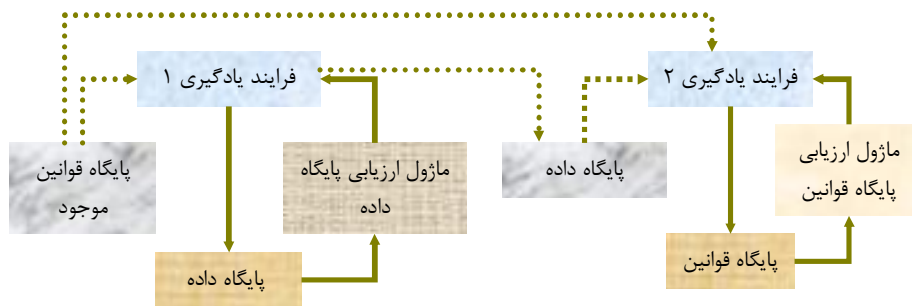 فرایند یادگیری ۱
فرایند یادگیری ۲
پایگاه قوانین
موجود
ماژول ارزیابی پایگاه
داده
پایگاه داده
ماژول ارزیابی
پایگاه قوانین
پایگاه داده
پایگاه قوانین